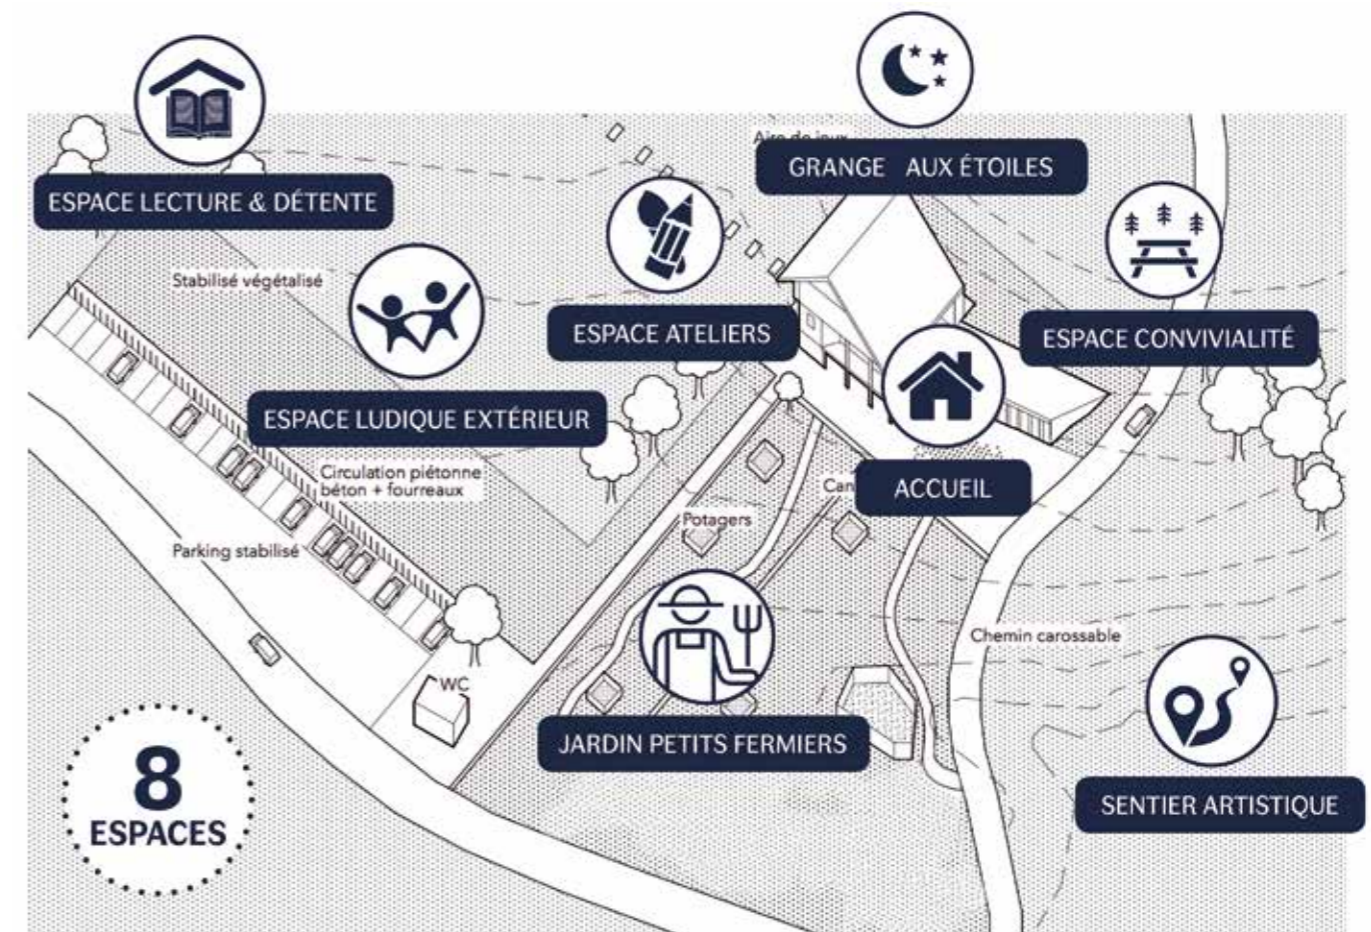 GRANGE AUX ÉTOILES
ESPACE LECTURE & DÉTENTE
Stabilisé végétalisé
ESPACE ATELIERS
ESPACE CONVIVIALITÉ
ESPACE LUDIQUE EXTÉRIEUR
Circulation piétonne
béton + fourreaux
ACCUEIL
Potagers
Parking stabilisé
Chemin carossable
WC
JARDIN PETITS FERMIERS
8
ESPACES
SENTIER ARTISTIQUE